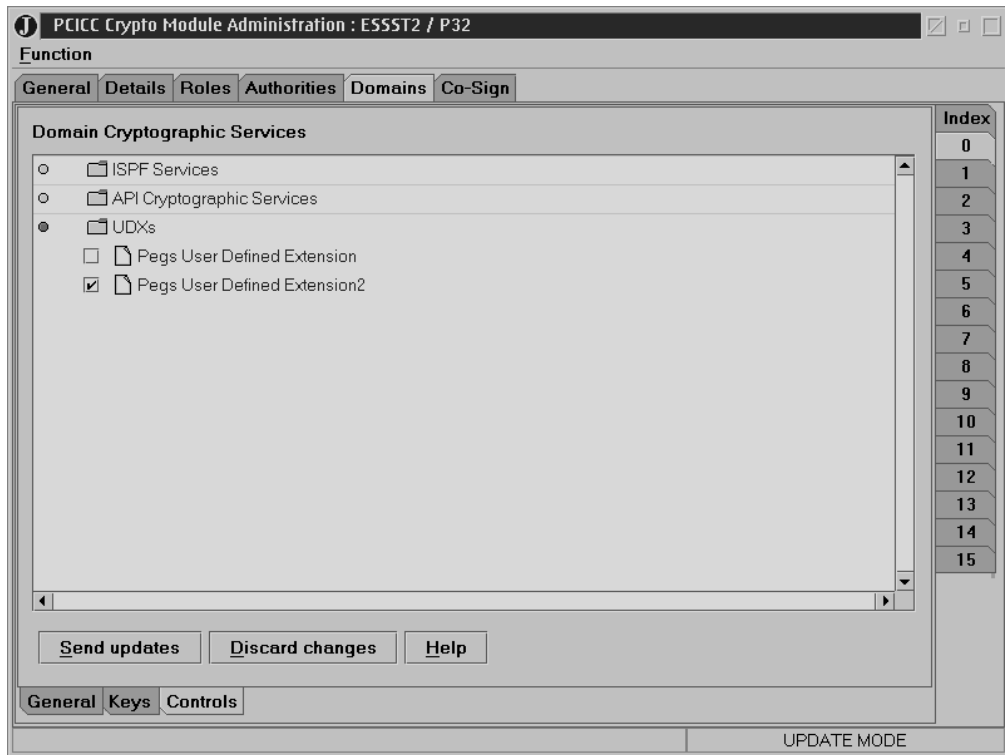 J PCICC Crypto Module Administration : ESSST2 / P32
Function
General Details Roles Authorities Domains Co-Sign
Domain Cryptographic Services
ISPF Services
API Cryptographic Services
UDXs
Pegs User Defined Extension
Pegs User Defined Extension2
Index
0
1
2
3
4
5
6
7
8
9
10
11
12
13
14
15
Send updates Discard changes Help
General Keys Controls
UPDATE MODE